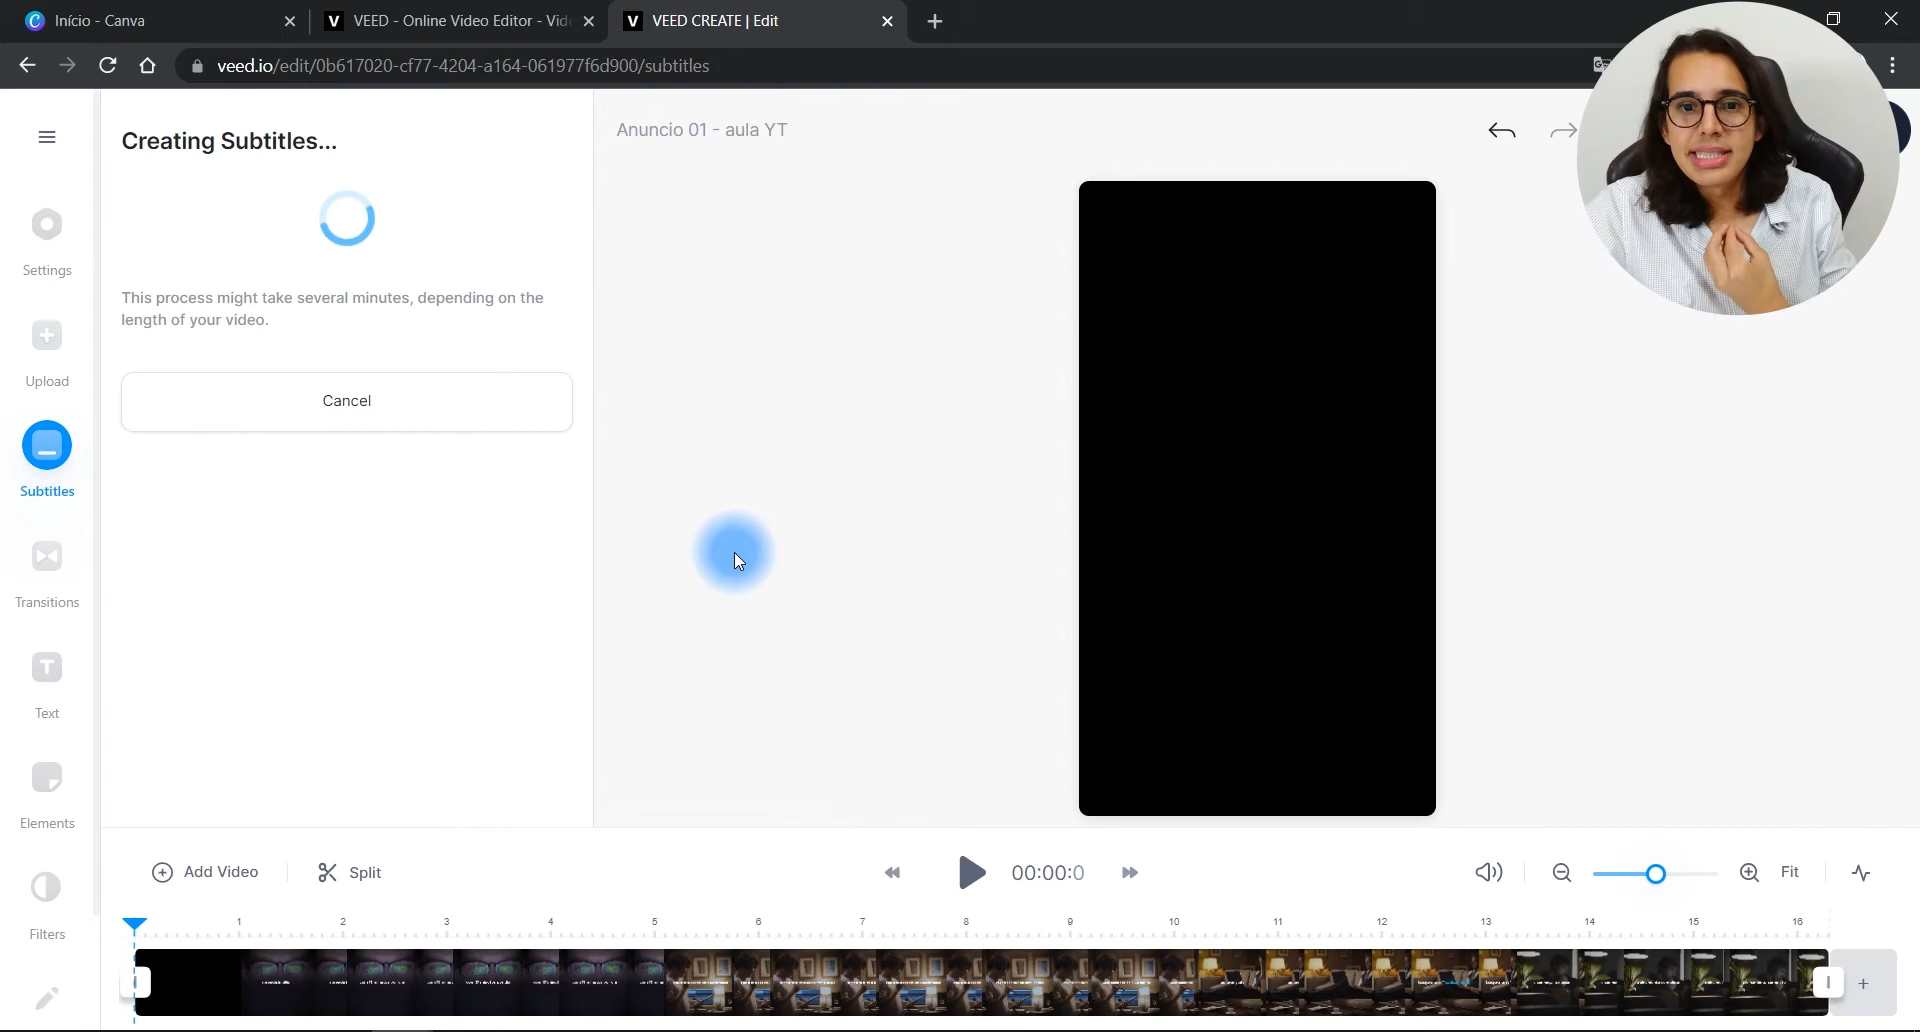 Início - Canva
VEED - Online Video Editor - Vide
VEED CREATE | Edit
veed.io/edit/0b617020-cf77-4204-a164-061977f6d900/subtitles
Creating Subtitles...
Anuncio 01 - aula YT
Settings
This process might take several minutes, depending on the
length of your video.
Upload
Cancel
Subtitles
Transitions
Text
Elements
Add Video
Split
00:00:0
Fit
1 2 3 4 5 6 7 8 9 10 11 12 13 14 15 16
Filters